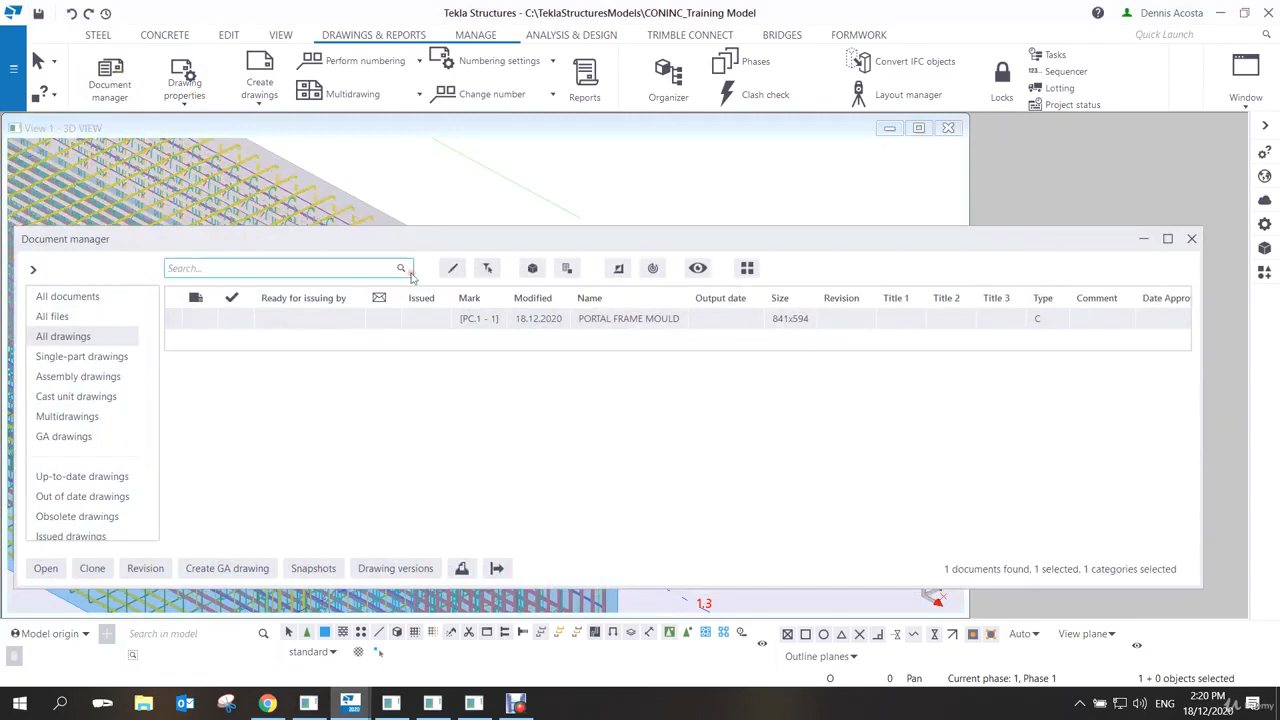 Tekla Structures - C:\TeklaStructuresModels\CONINC_Training Model
Dennis Acosta
STEEL CONCRETE EDIT VIEW DRAWINGS & REPORTS MANAGE ANALYSIS & DESIGN TRIMBLE CONNECT BRIDGES FORMWORK Quick Launch
Document manager
Drawing properties
Create drawings
Perform numbering
Multidrawing
Numbering settings
Change number
Reports
Organizer
Phases
Clash check
Convert IFC objects
Layout manager
Locks
Tasks
Sequencer
Lotting
Project status
Window
View 1 - 3D VIEW
Document manager
Search...
All documents
All files
All drawings
Single-part drawings
Assembly drawings
Cast unit drawings
Multidrawings
GA drawings
Up-to-date drawings
Out of date drawings
Obsolete drawings
Issued drawings
Ready for issuing by Issued Mark Modified Name Output date Size Revision Title 1 Title 2 Title 3 Type Comment Date Approv
[PC.1 - 1] 18.12.2020 PORTAL FRAME MOULD 841x594 C
Open Clone Revision Create GA drawing Snapshots Drawing versions
1 documents found, 1 selected, 1 categories selected
1,3
Model origin Search in model
standard
Auto View plane
Outline planes
O 0 Pan Current phase: 1, Phase 1 1 + 0 objects selected
2020
ENG
2:20 PM
18/12/2020